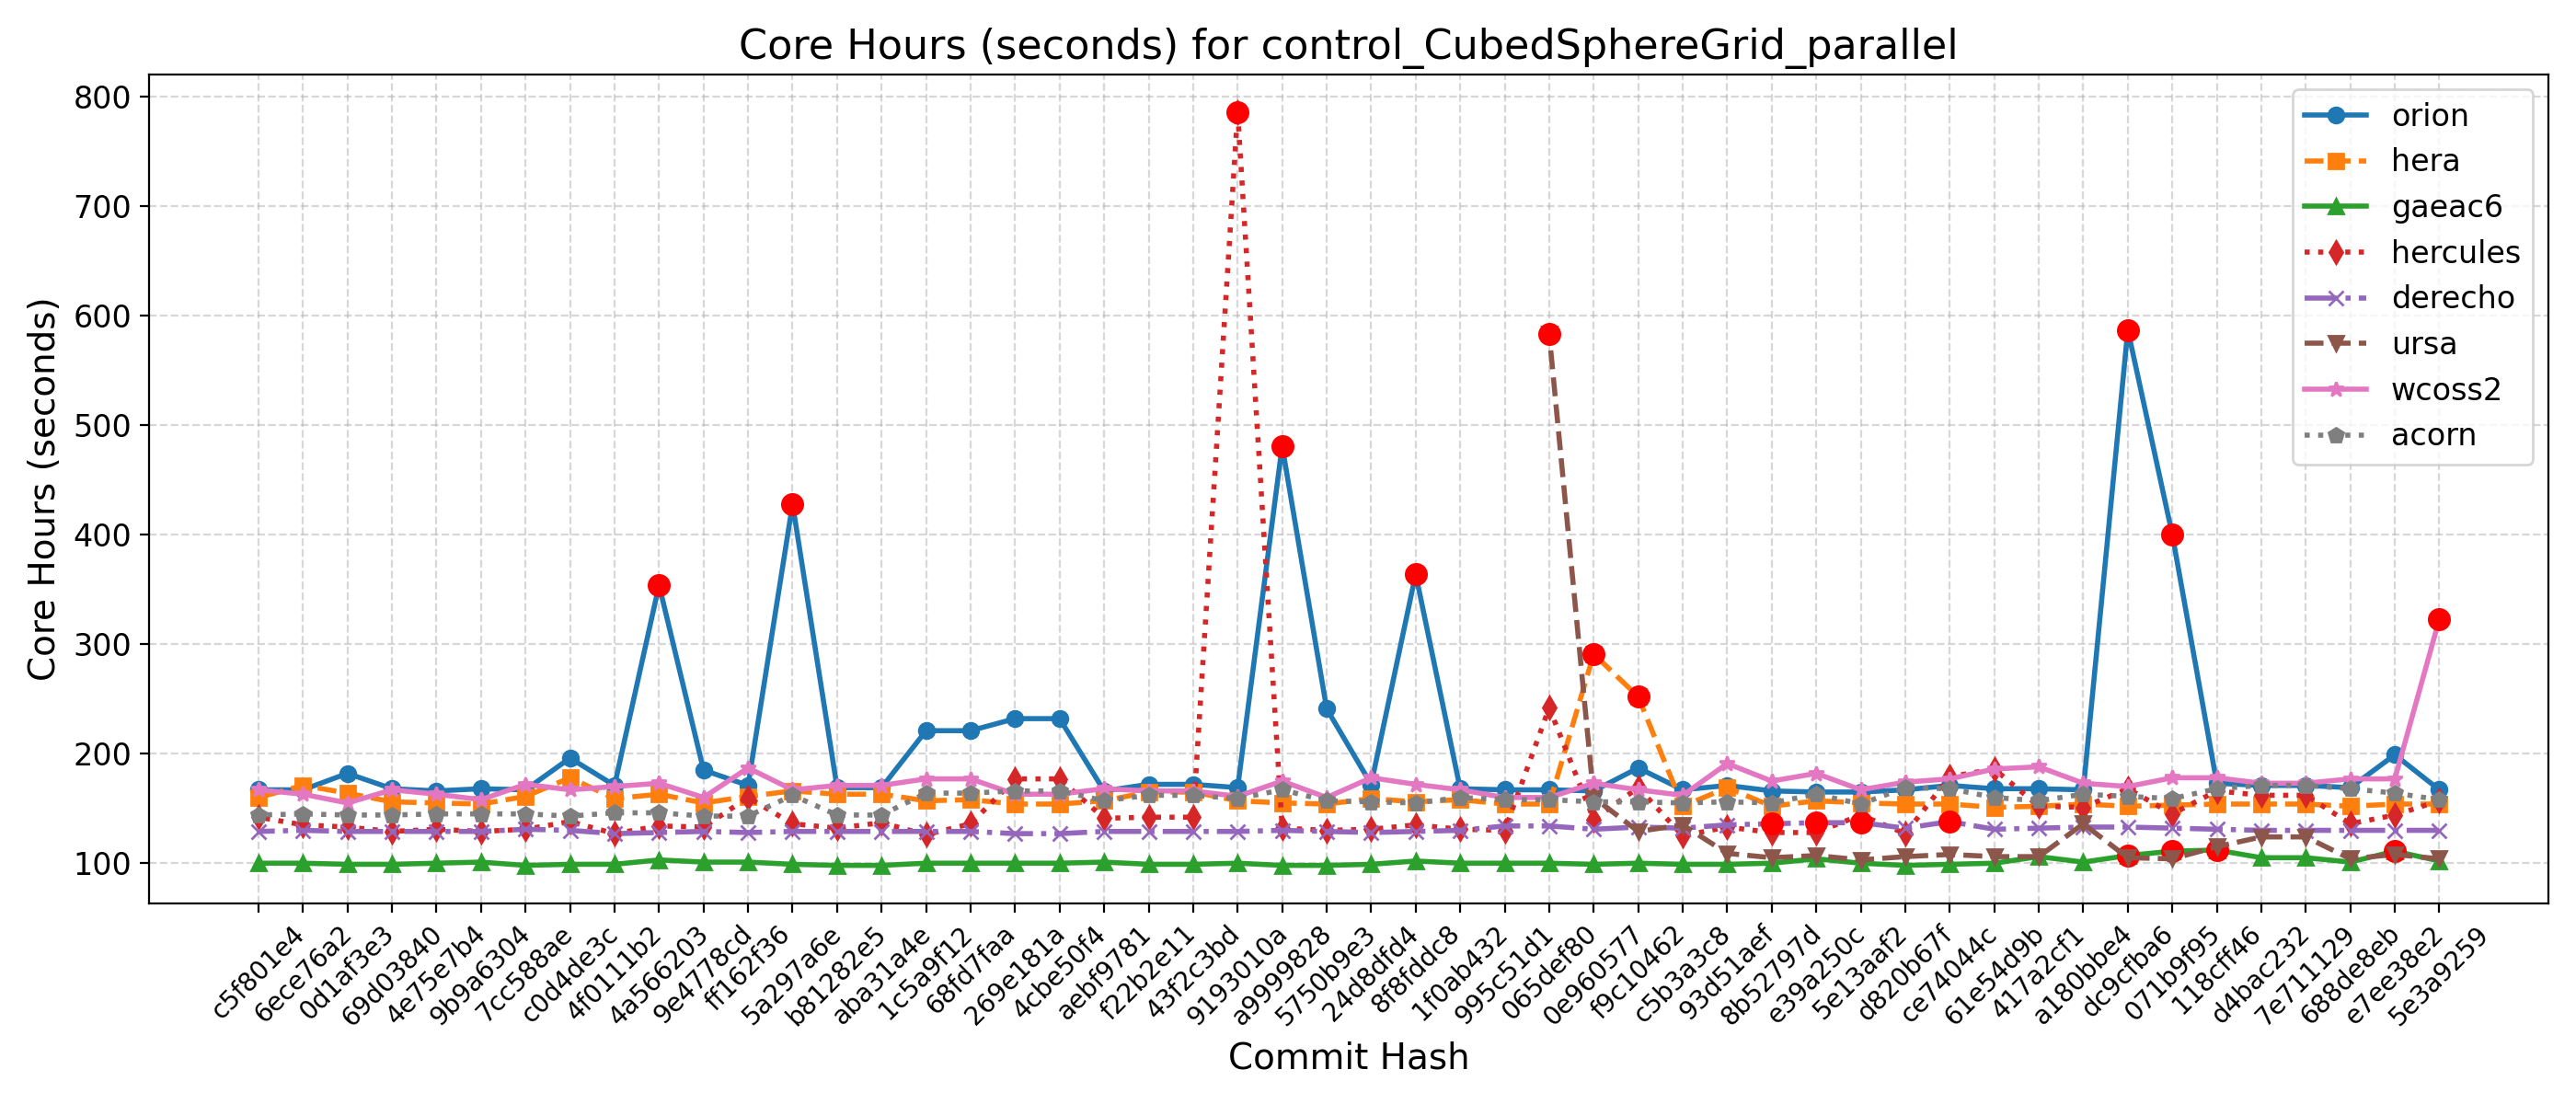 Core Hours (seconds) for control_CubedSphereGrid_parallel
Core Hours (seconds)
800
700
600
500
400
300
200
100
orion
hera
gaeac6
hercules
derecho
ursa
wcoss2
acorn
c5f801e4
6ece76a2
0d1af3e3
69d03840
4e75e7b4
9b9a6304
7cc588ae
c0d4de3c
4f0111b2
4a566203
9e4778cd
ff162f36
5a297a6e
b81282e5
aba31a4e
1c5a9f12
68fd7faa
269e181a
4cbe50f4
aebf9781
f22b2e11
43f2c3bd
9193010a
a9999828
5750b9e3
24d8dfd4
8f8fddc8
1f0ab432
995c51d1
065def80
0e960577
f9c10462
c5b3a3c8
93d51aef
8b52797d
e39a250c
5e13aaf2
d820b67f
ce74044c
61e54d9b
417a2cf1
a180bbe4
dc9cfba6
071b9f95
118cff46
d4bac232
7e711129
688de8eb
e7ee38e2
5e3a9259
Commit Hash